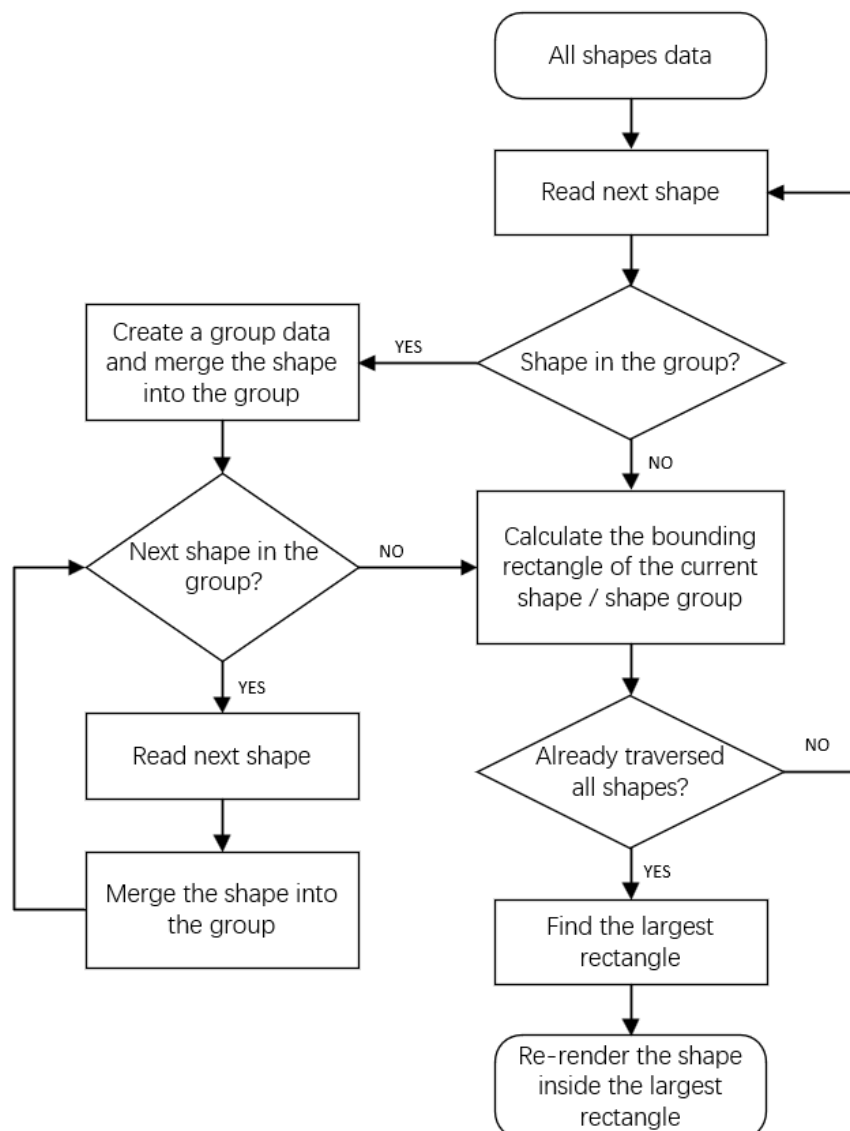 All shapes data
Read next shape
Create a group data
and merge the shape
into the group
YES
Shape in the group?
NO
Next shape in the
group?
NO
Calculate the bounding
rectangle of the current
shape / shape group
YES
Read next shape
Already traversed
all shapes?
NO
Merge the shape into
the group
YES
Find the largest
rectangle
Re-render the shape
inside the largest
rectangle